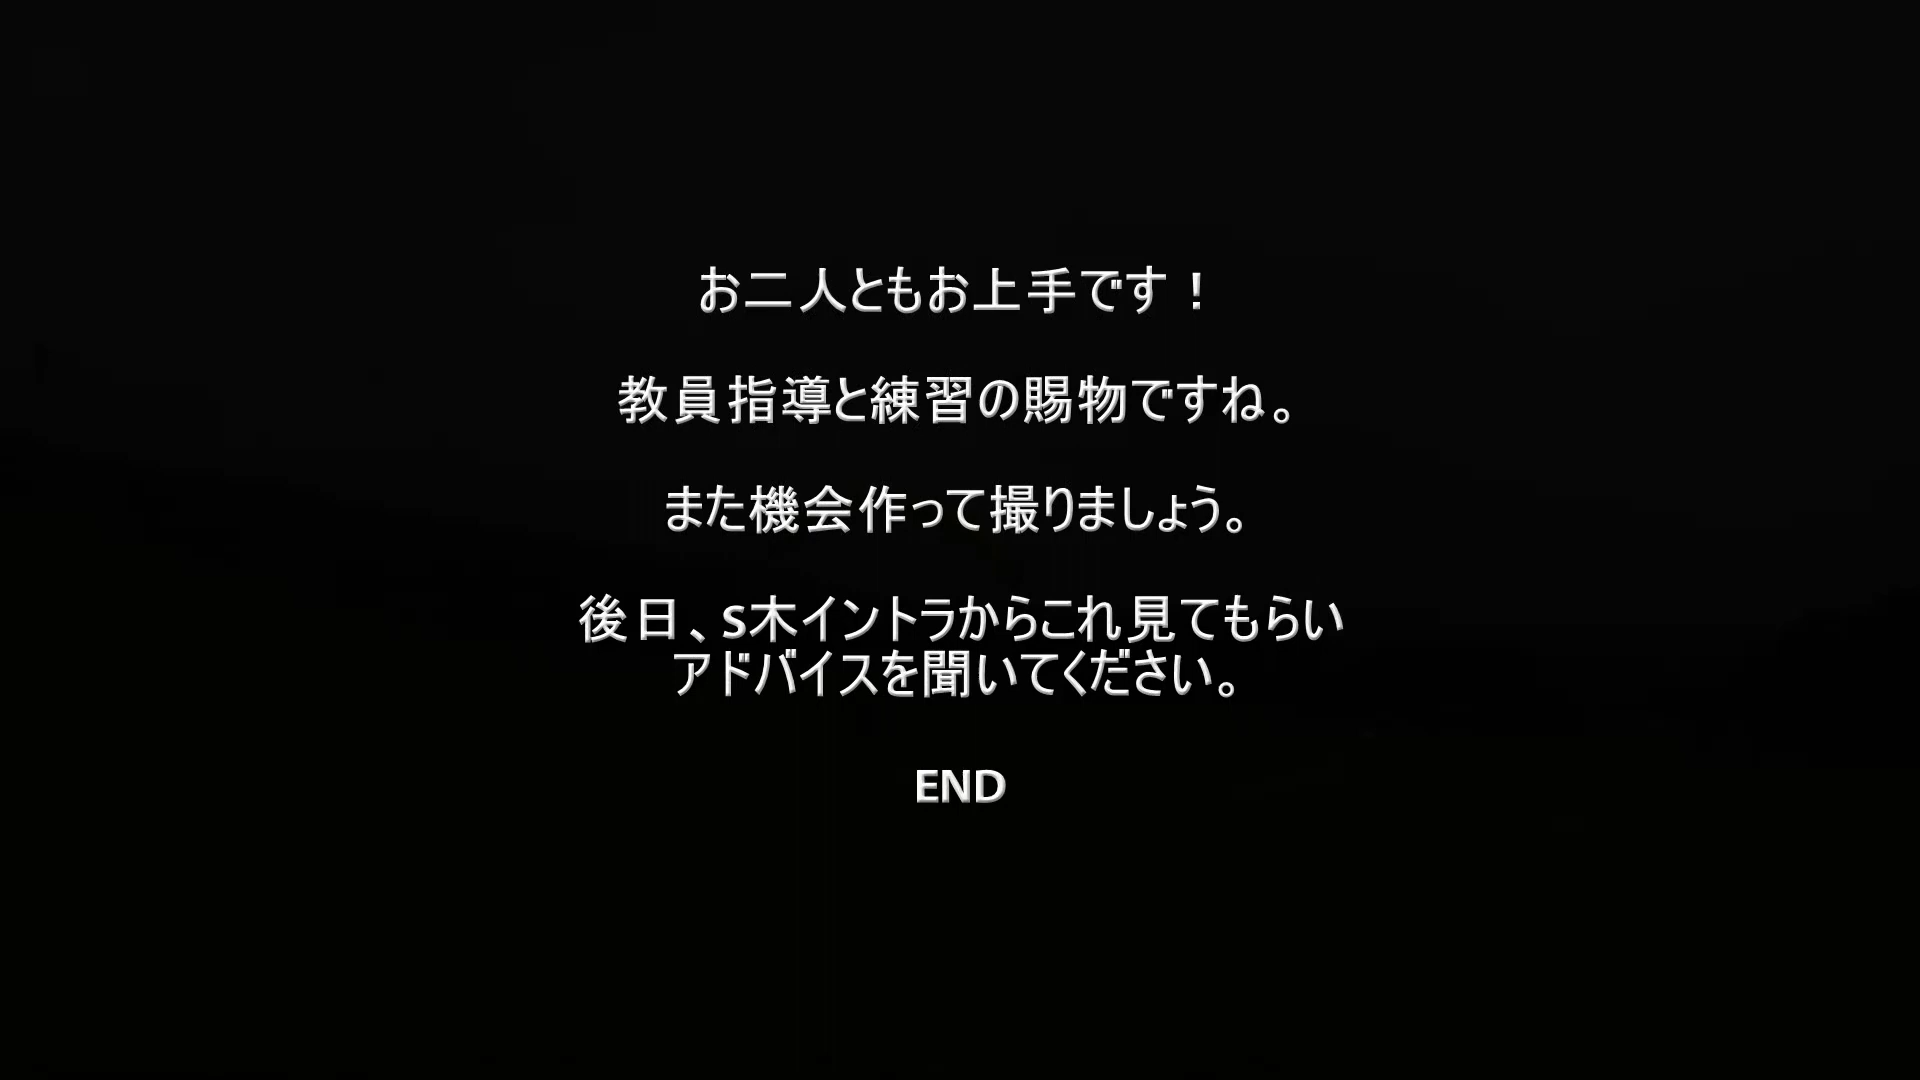 お二人ともお上手です！
教員指導と練習の賜物ですね。
また機会作って撮りましょう。
後日、S木イントラからこれ見てもらい
アドバイスを聞いてください。
END